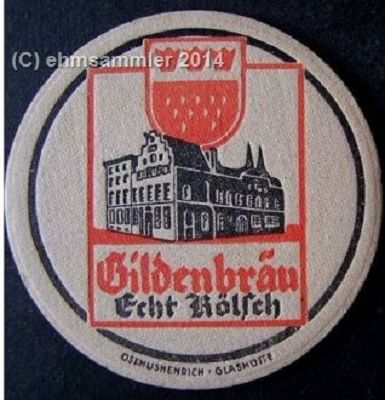 (C) ehmsammler 2014
Gildenbräu
Echt Kölsch